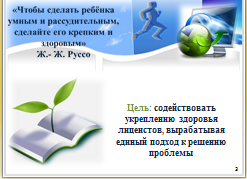 «Чтобы сделать ребёнка
умным и рассудительным,
сделайте его крепким и
здоровым»
Ж.- Ж. Руссо
Цель: содействовать
укреплению здоровья
лицеистов, вырабатывая
единый подход к решению
проблемы
2